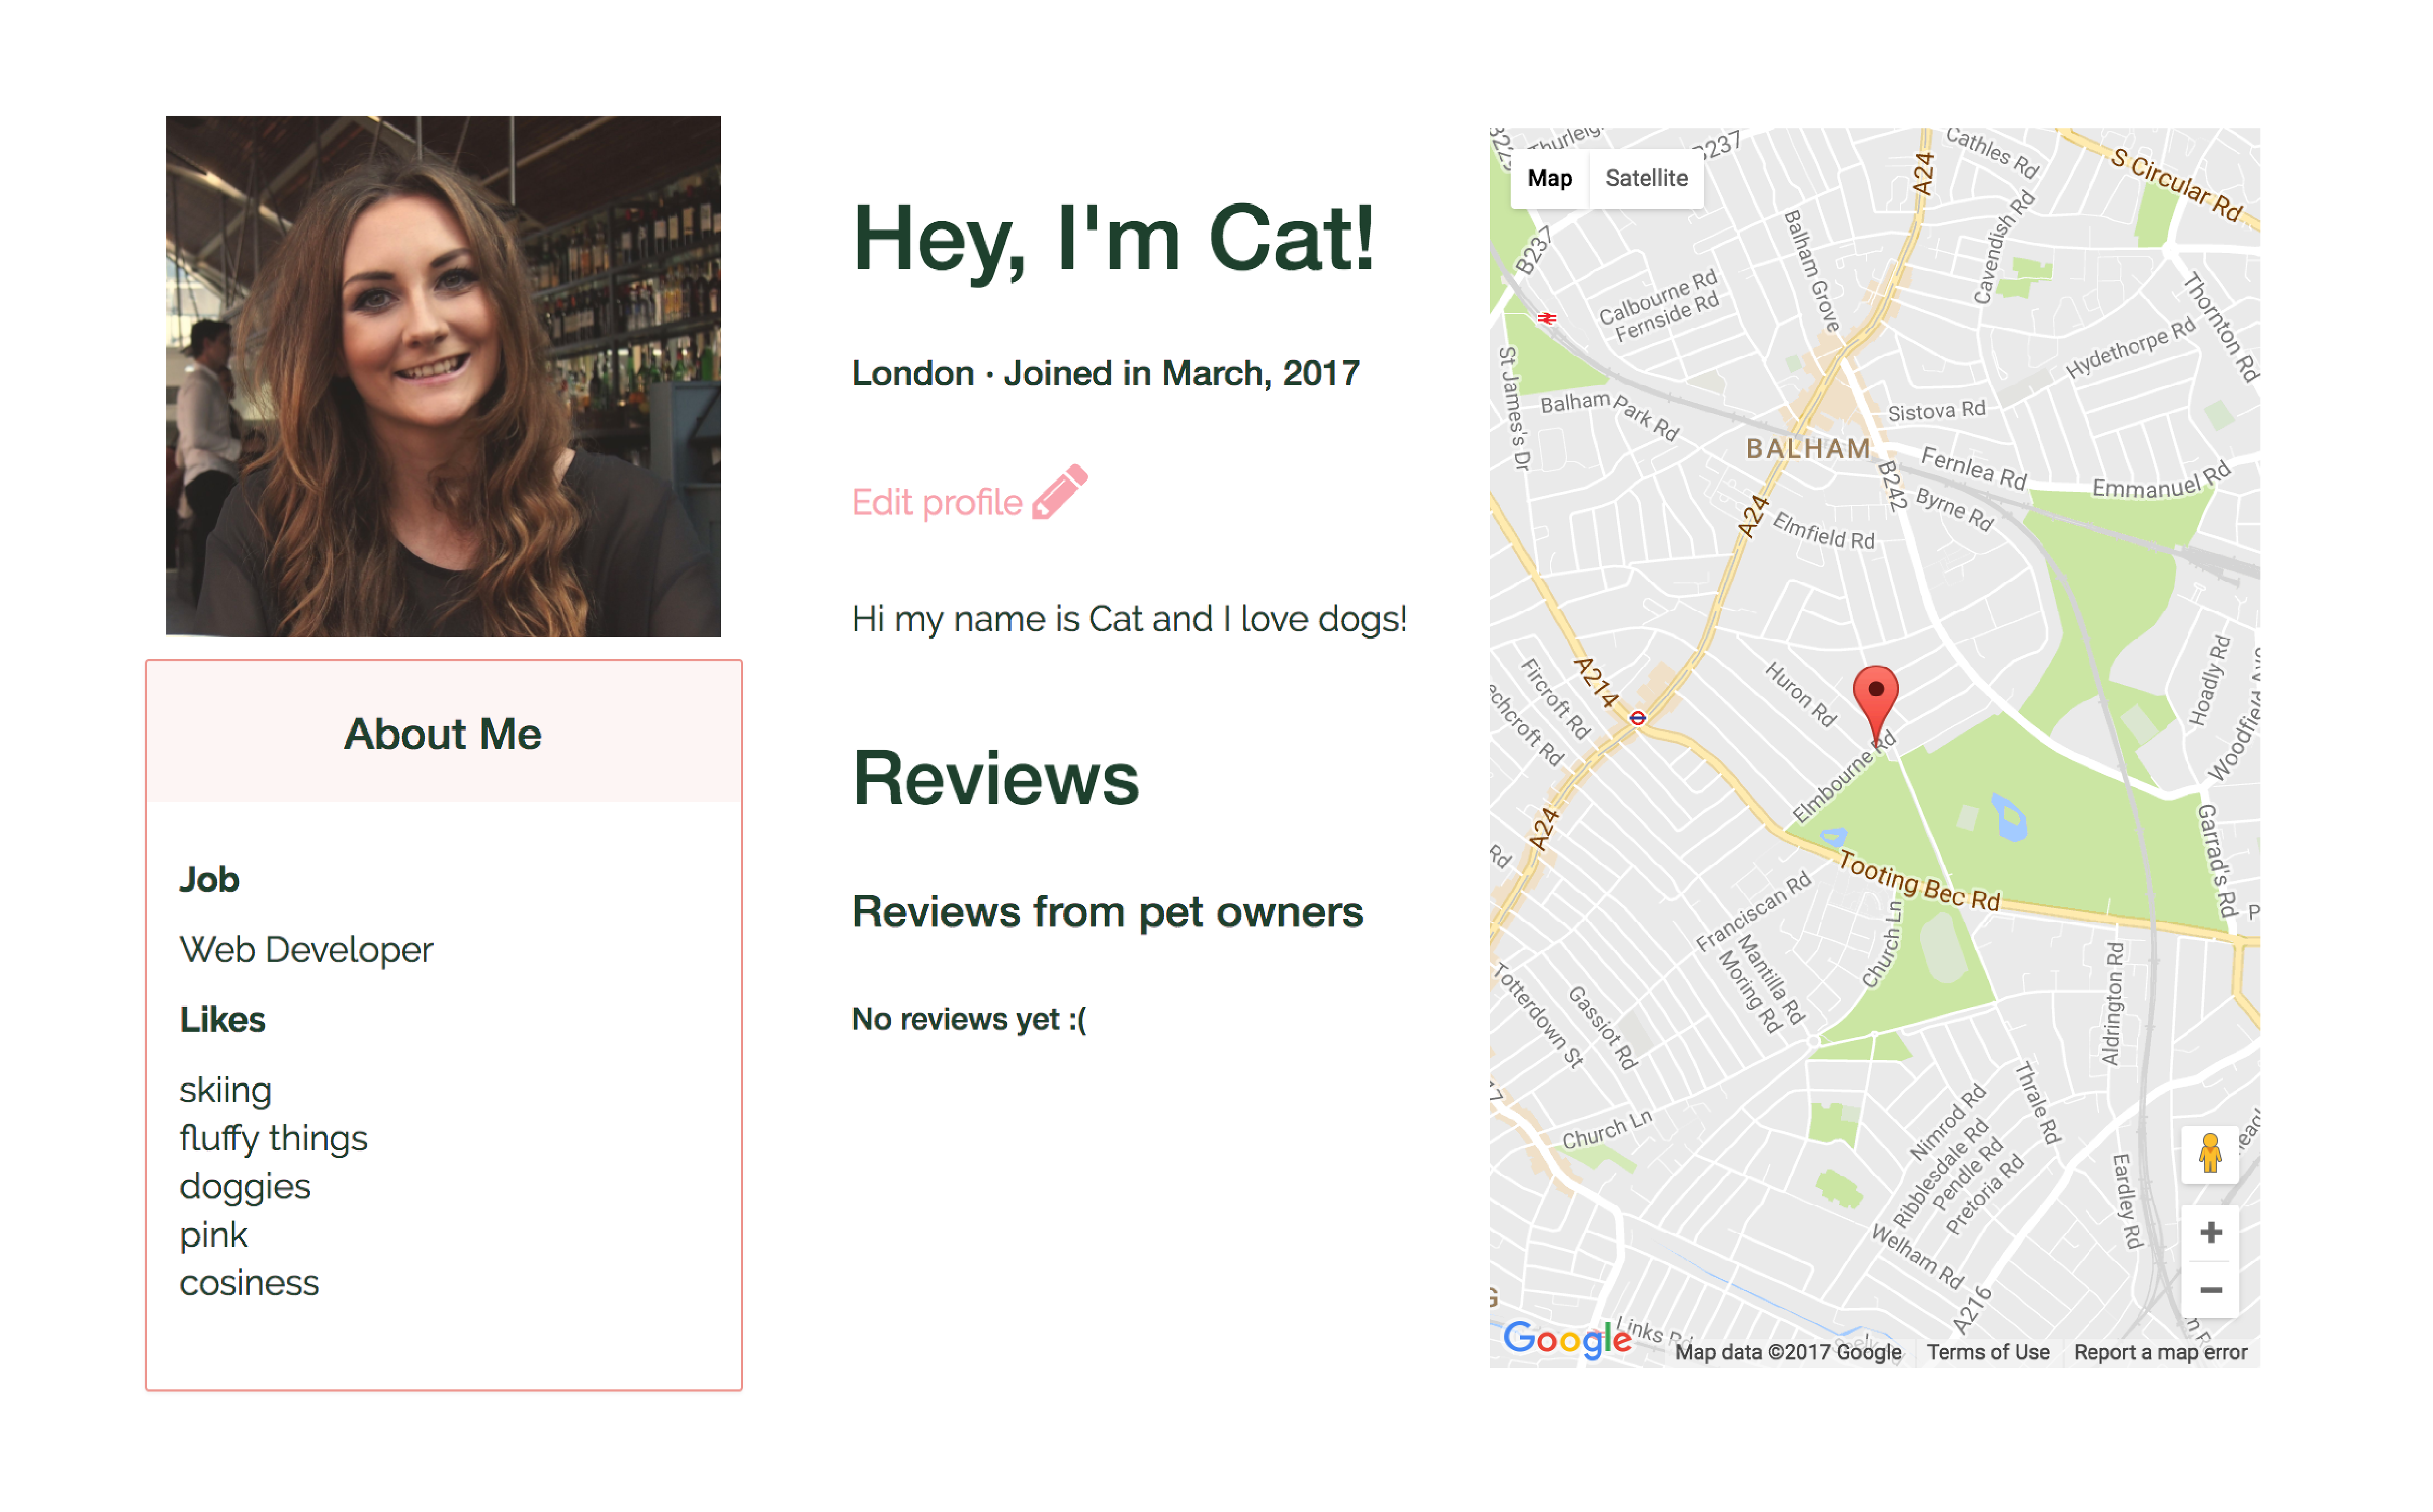 Hey, I'm Cat!
London · Joined in March, 2017
Edit profile
Hi my name is Cat and I love dogs!
Reviews
Reviews from pet owners
No reviews yet :(
About Me
Job
Web Developer
Likes
skiing
fluffy things
doggies
pink
cosiness
Map
Satellite
B237
A24
Cathles Rd
S Circular Rd
B237
Balham Grove
Cavendish Rd
Calbourne Rd
Fernside Rd
Thornton Rd
Hydethorpe Rd
St James's Dr
Balham Park Rd
Sistova Rd
BALHAM
B242
Fernlea Rd
Emmanuel Rd
Byrne Rd
A24
Elmfield Rd
A214
Fircroft Rd
Huron Rd
Hoadly Rd
Elmbourne Rd
A24
Garrad's Rd
Rd
Tooting Bec Rd
Franciscan Rd
Mantilla Rd
Moring Rd
Church Ln
Totterdown St
Gassiot Rd
Aldrington Rd
Thrale Rd
Church Ln
Nimrod Rd
Ribblesdale Rd
Pendle Rd
Pretoria Rd
Welham Rd
Eardley Rd
A216
Links Rd
Google
Map data ©2017 Google
Terms of Use
Report a map error